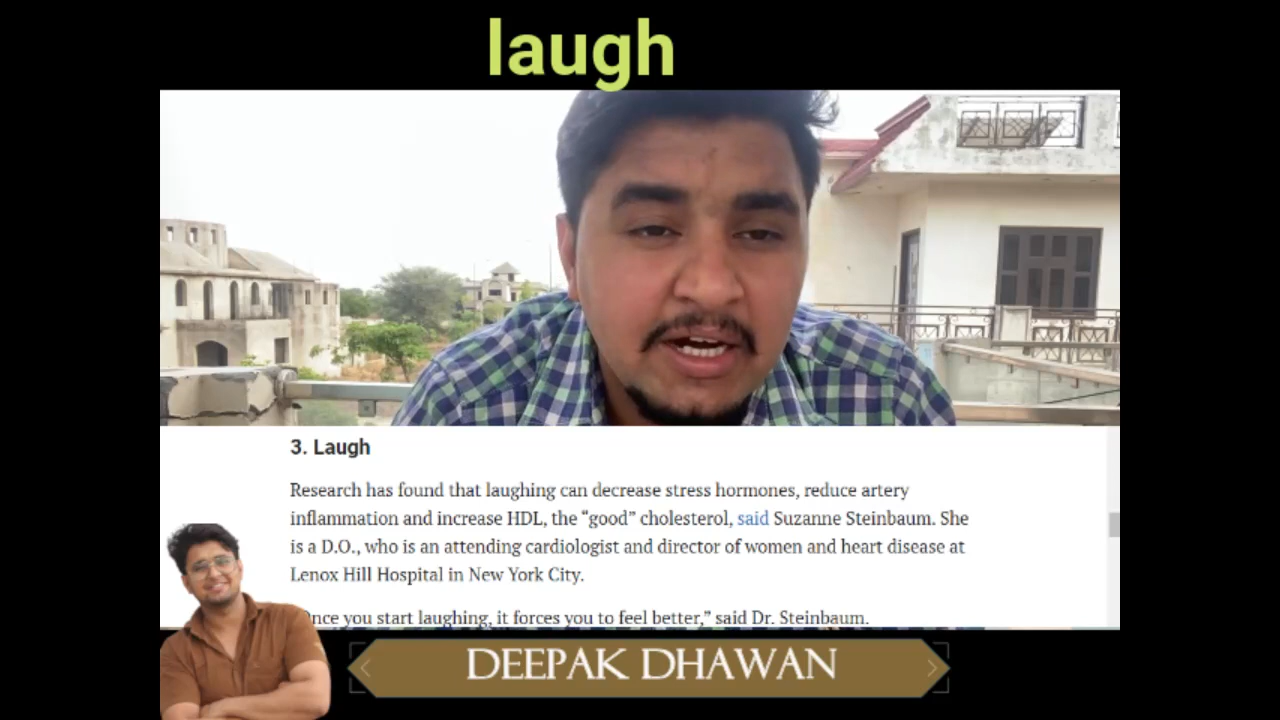 laugh
3. Laugh
Research has found that laughing can decrease stress hormones, reduce artery
inflammation and increase HDL, the “good” cholesterol, said Suzanne Steinbaum. She
is a D.O., who is an attending cardiologist and director of women and heart disease at
Lenox Hill Hospital in New York City.
you start laughing, it forces you to feel better,” said Dr. Steinbaum.
DEEPAK DHAWAN